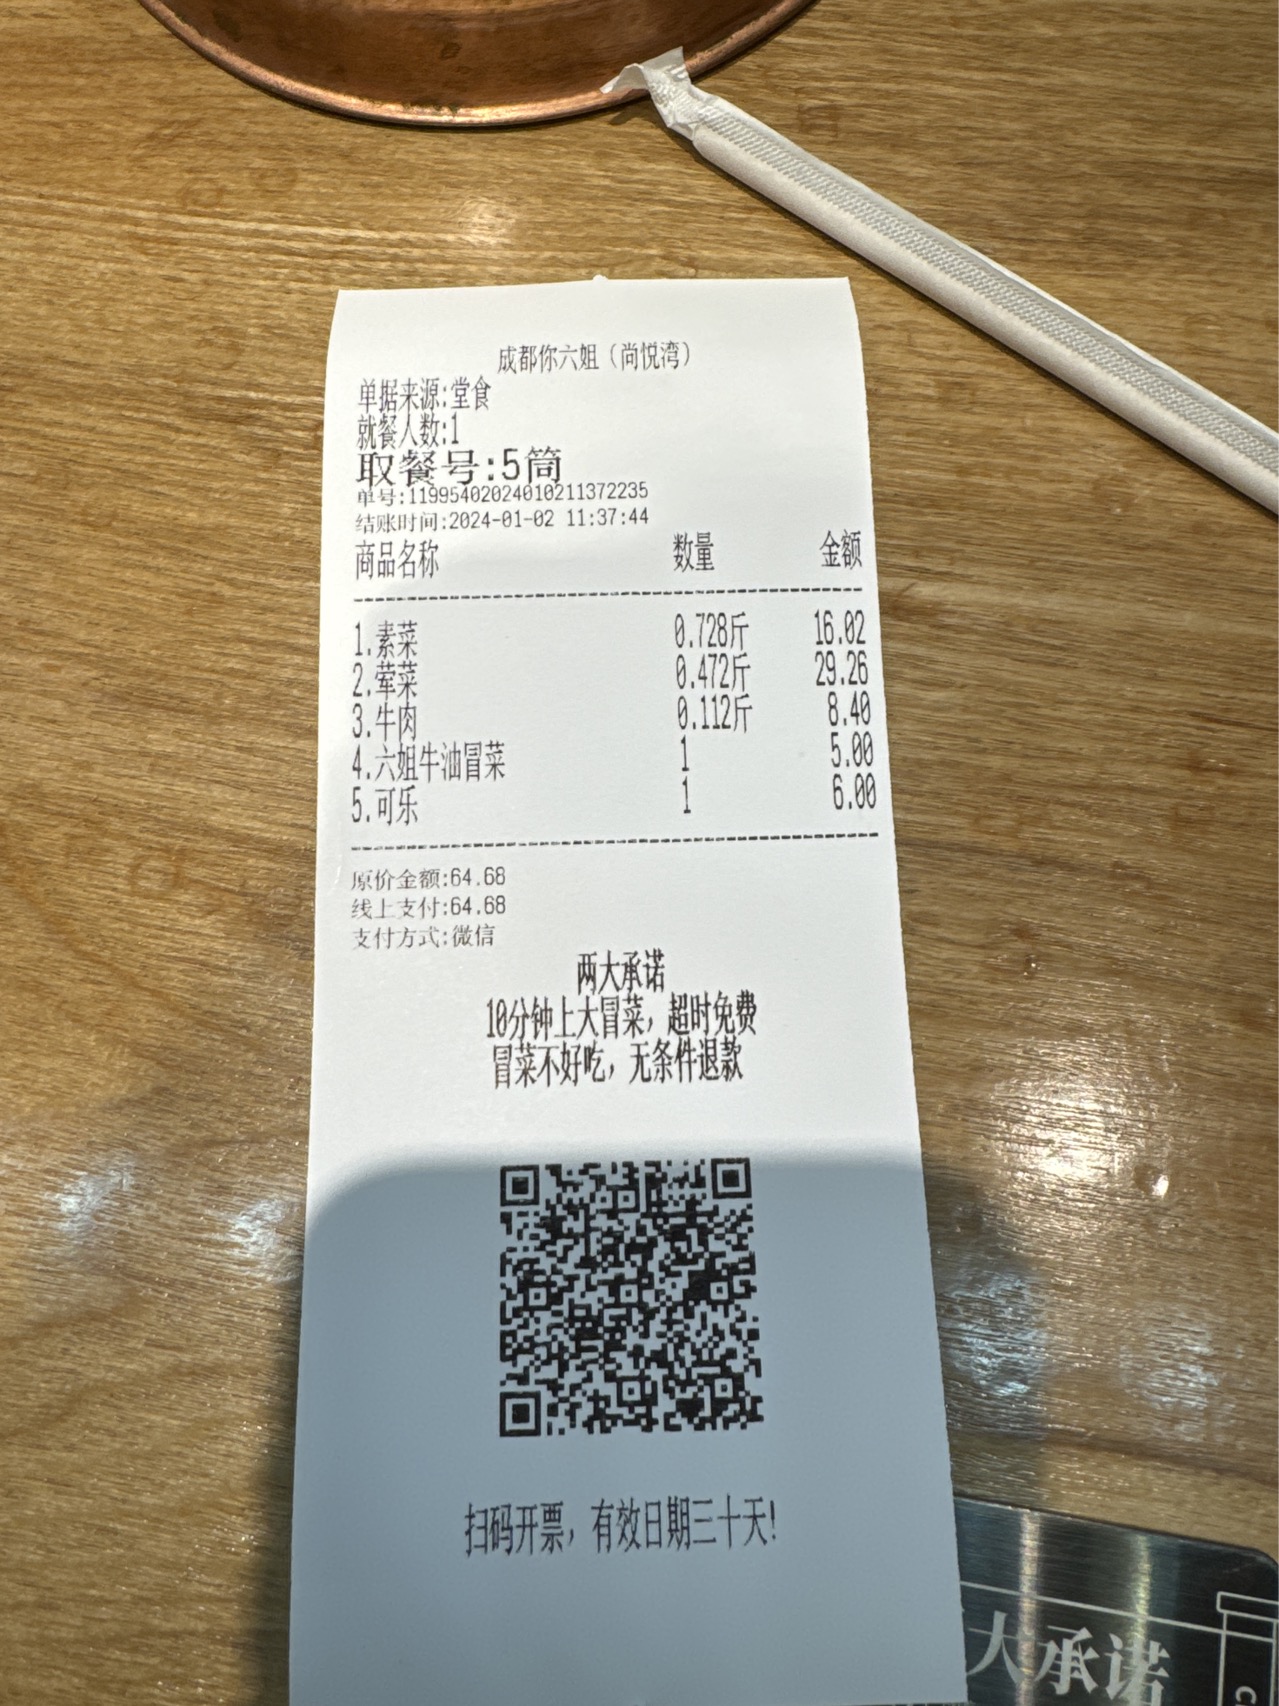 成都你六姐（尚悦湾）
单据来源:堂食
就餐人数:1
取餐号:5筒
单号:11995402024010211372235
结账时间:2024-01-02 11:37:44
商品名称 数量 金额
1.素菜 0.728斤 16.02
2.荤菜 0.472斤 29.26
3.牛肉 0.112斤 8.40
4.六姐牛油冒菜 1 5.00
5.可乐 1 6.00
原价金额:64.68
线上支付:64.68
支付方式:微信
两大承诺
10分钟上大冒菜，超时免费
冒菜不好吃，无条件退款
扫码开票，有效日期三十天!
大承诺